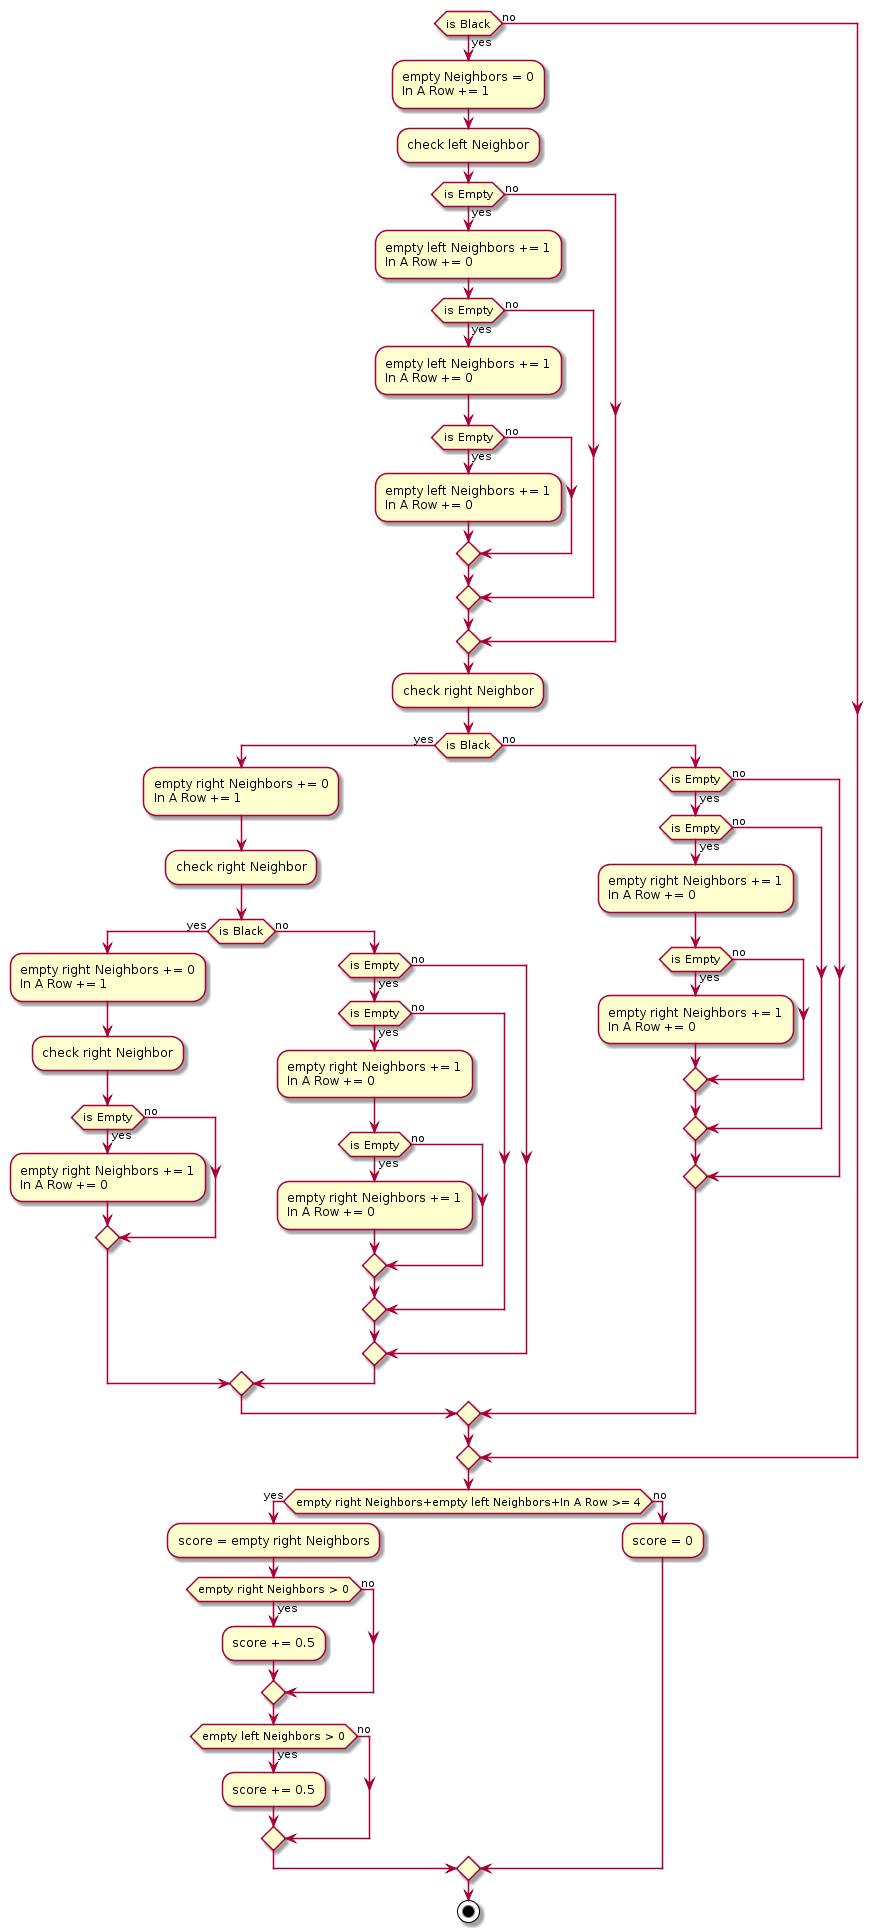 is Black
no
yes
empty Neighbors = 0
In A Row += 1
check left Neighbor
is Empty
no
yes
empty left Neighbors += 1
In A Row += 0
is Empty
no
yes
empty left Neighbors += 1
In A Row += 0
is Empty
no
yes
empty left Neighbors += 1
In A Row += 0
check right Neighbor
yes
is Black
no
empty right Neighbors += 0
In A Row += 1
check right Neighbor
yes
is Black
no
empty right Neighbors += 0
In A Row += 1
check right Neighbor
is Empty
no
yes
empty right Neighbors += 1
In A Row += 0
is Empty
no
yes
is Empty
no
yes
empty right Neighbors += 1
In A Row += 0
is Empty
no
yes
empty right Neighbors += 1
In A Row += 0
is Empty
no
yes
is Empty
no
yes
empty right Neighbors += 1
In A Row += 0
is Empty
no
yes
empty right Neighbors += 1
In A Row += 0
yes
empty right Neighbors+empty left Neighbors+In A Row >= 4
no
score = empty right Neighbors
empty right Neighbors > 0
no
yes
score += 0.5
empty left Neighbors > 0
no
yes
score += 0.5
score = 0